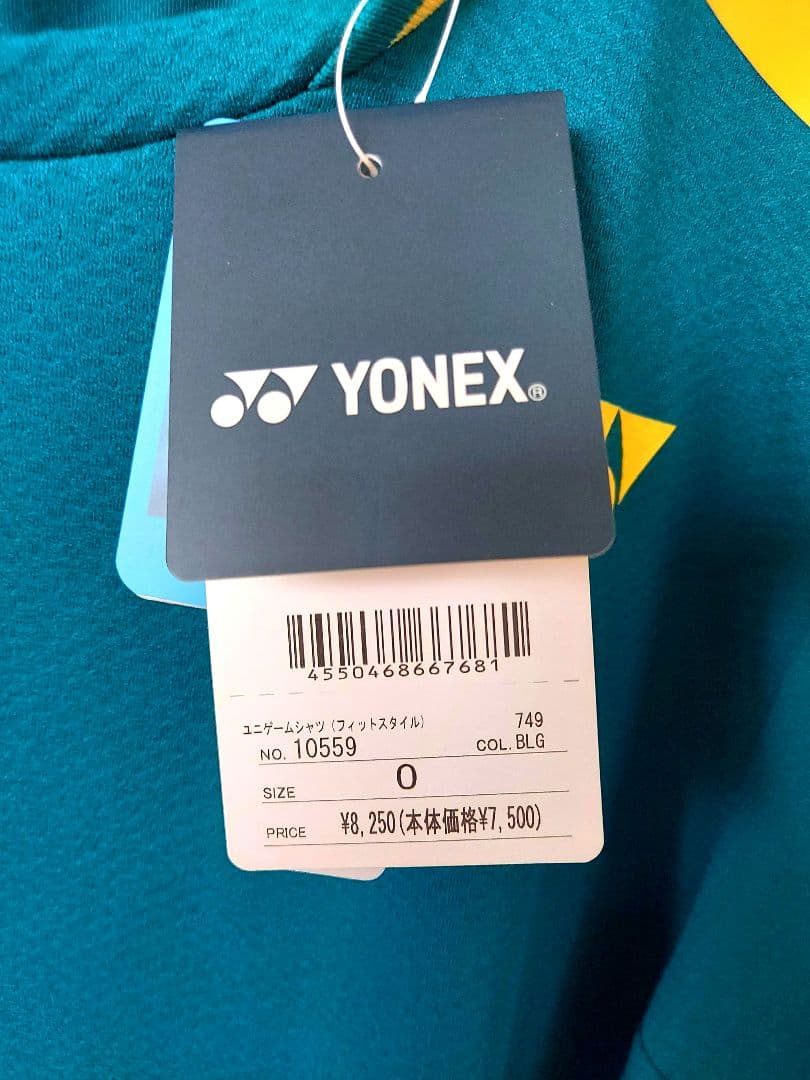 YONEX®
4550468667681
ユニゲームシャツ(フィットスタイル) 749
NO. 10559 COL. BLG
SIZE O
PRICE ¥8,250(本体価格¥7,500)